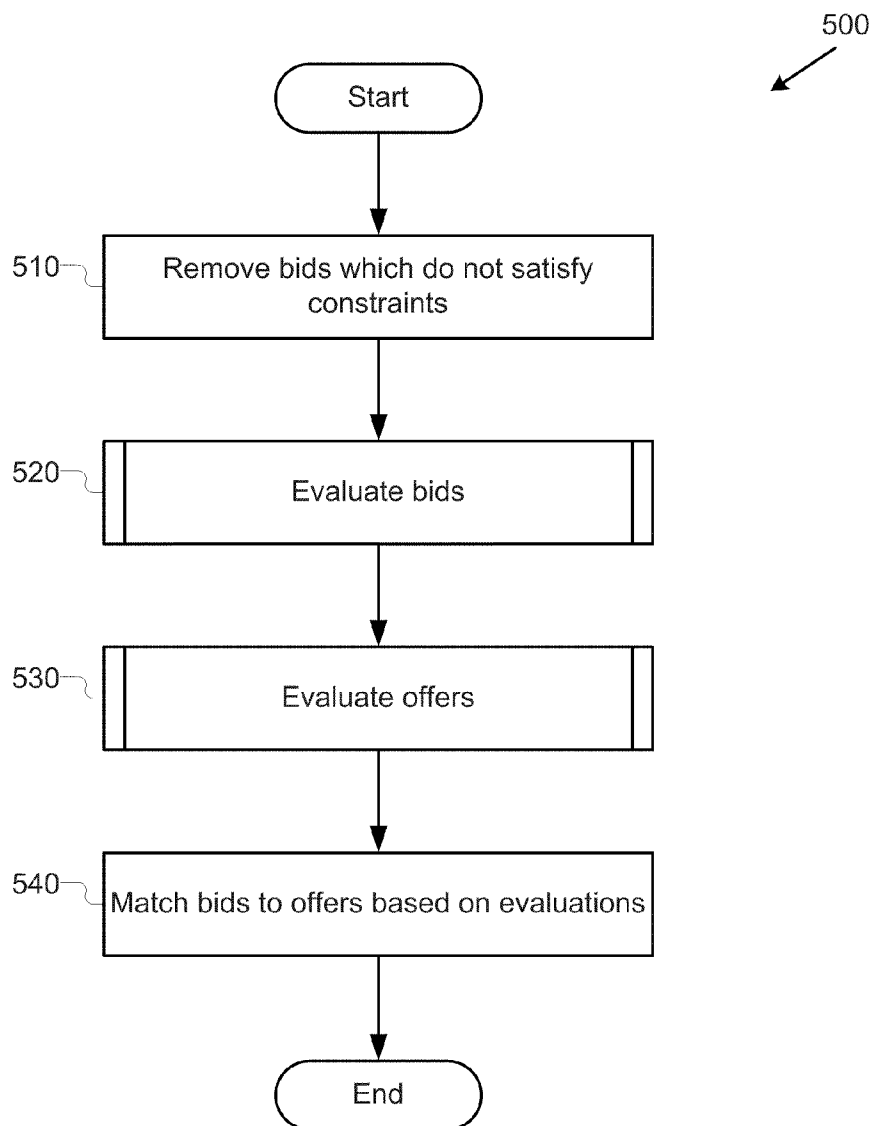 500
Start
510
Remove bids which do not satisfy
constraints
520
Evaluate bids
530
Evaluate offers
540
Match bids to offers based on evaluations
End